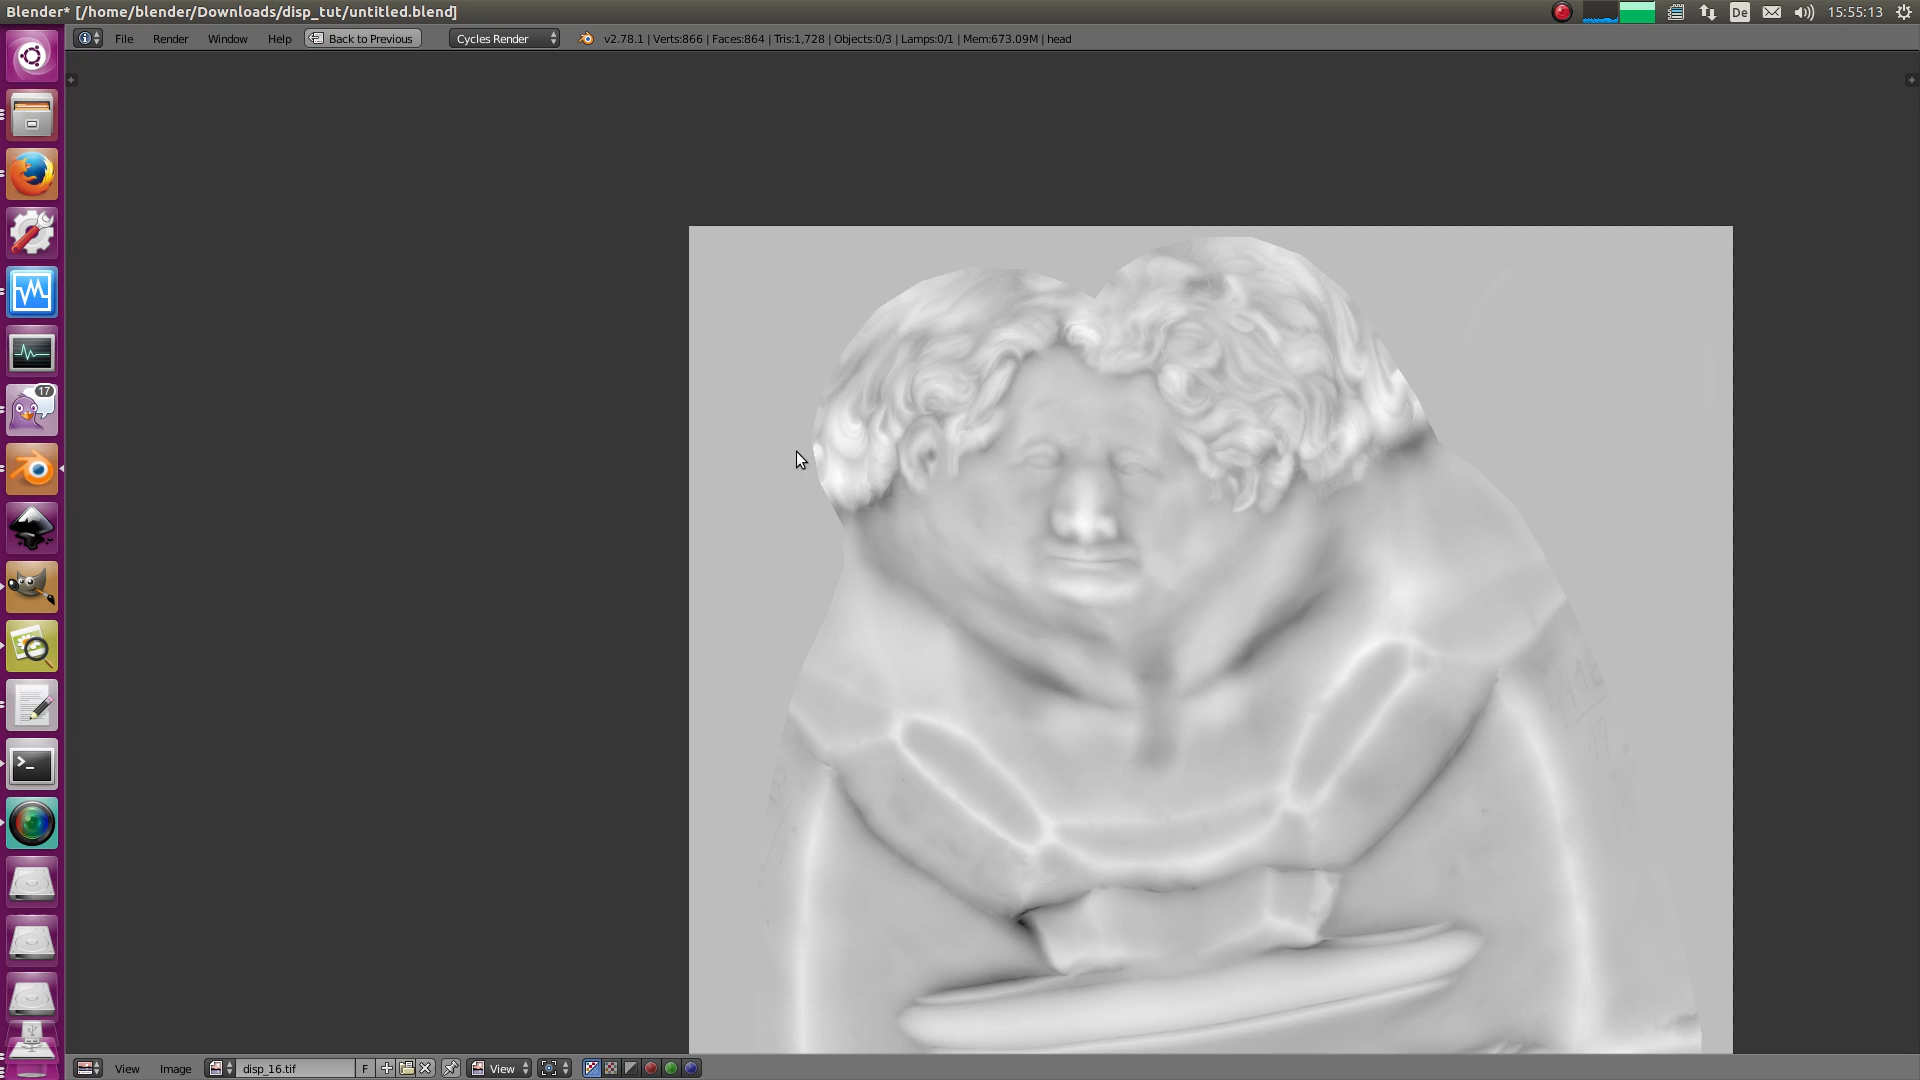 Blender* [/home/blender/Downloads/disp_tut/untitled.blend]
De
15:55:13
File Render Window Help Back to Previous Cycles Render v2.78.1 | Verts:866 | Faces:864 | Tris:1,728 | Objects:0/3 | Lamps:0/1 | Mem:673.09M | head
17
View Image disp_16.tif F View